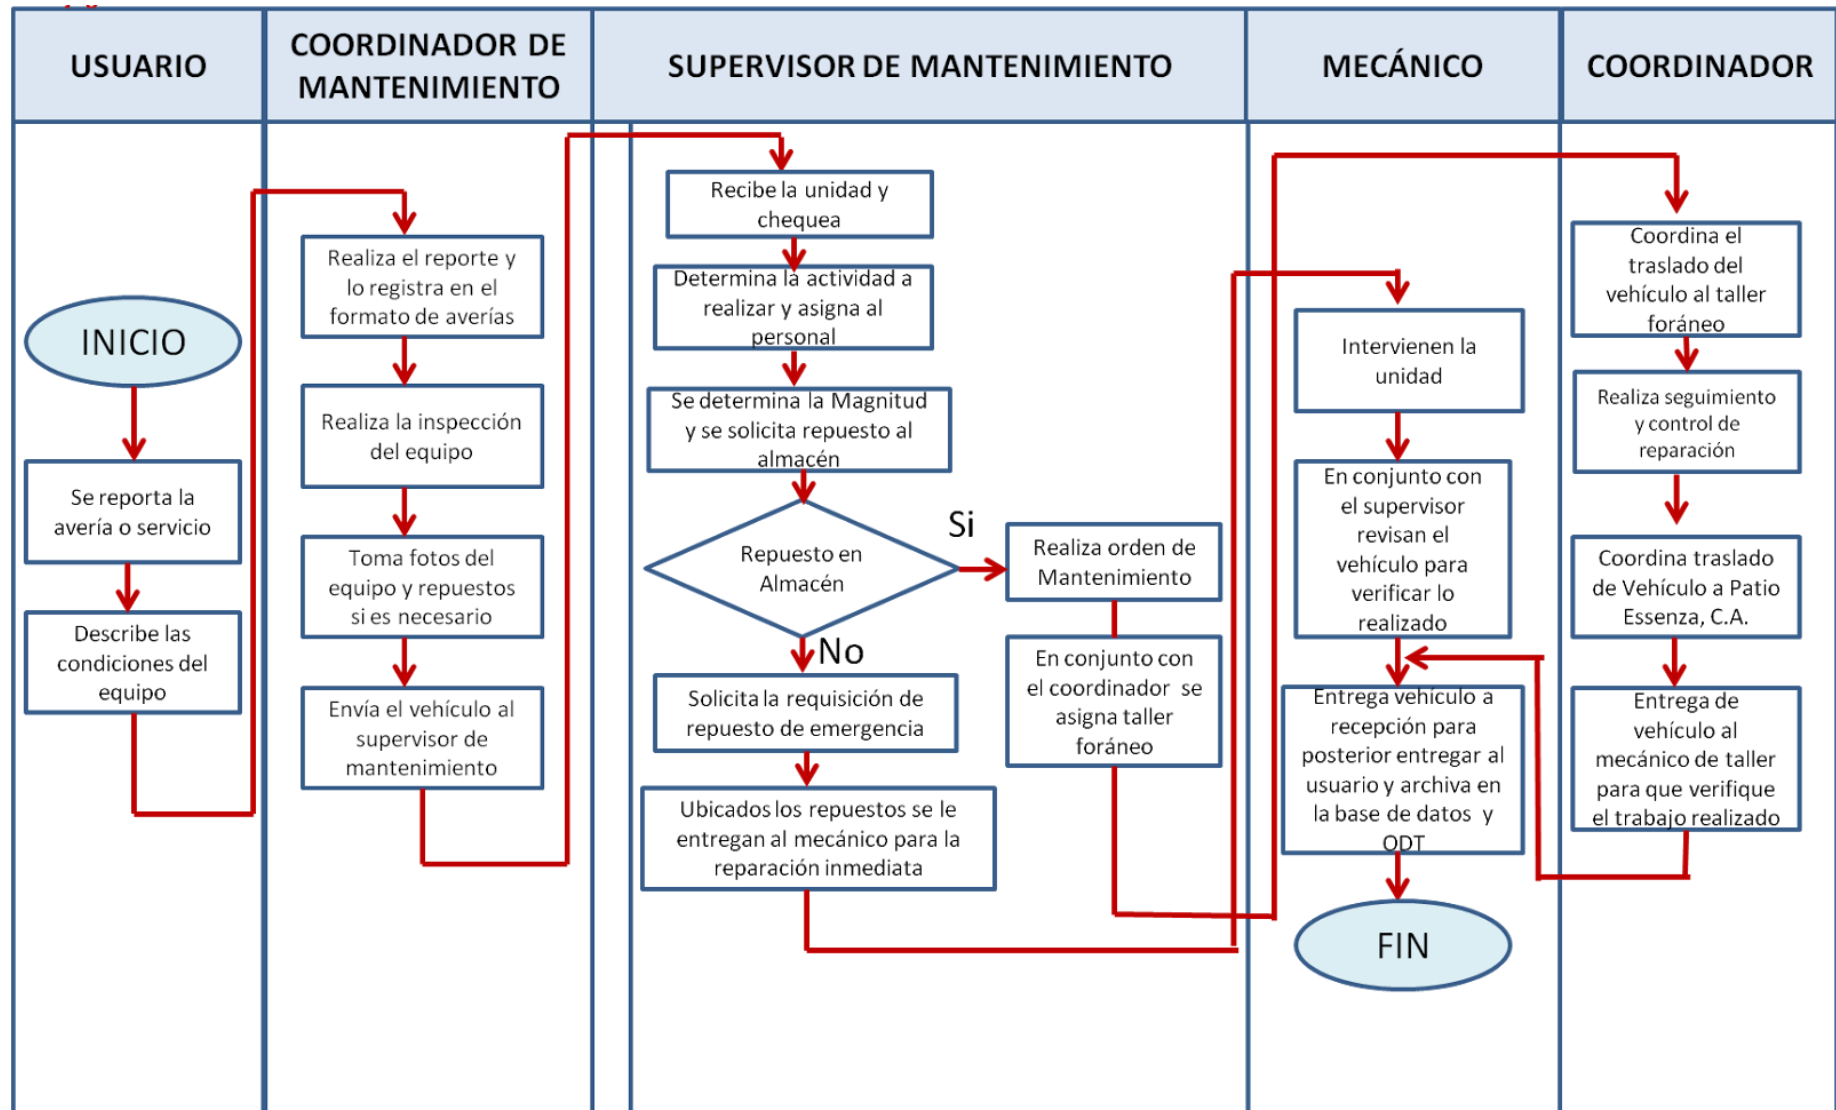 USUARIO
COORDINADOR DE
MANTENIMIENTO
SUPERVISOR DE MANTENIMIENTO
MECÁNICO
COORDINADOR
INICIO
Se reporta la
avería o servicio
Describe las
condiciones del
equipo
Realiza el reporte y
lo registra en el
formato de averías
Realiza la inspección
del equipo
Toma fotos del
equipo y repuestos
si es necesario
Envía el vehículo al
supervisor de
mantenimiento
Recibe la unidad y
chequea
Determina la actividad a
realizar y asigna al
personal
Se determina la Magnitud
y se solicita repuesto al
almacén
Repuesto en
Almacén
Si
No
Solicita la requisición de
repuesto de emergencia
Ubicados los repuestos se le
entregan al mecánico para la
reparación inmediata
Realiza orden de
Mantenimiento
En conjunto con
el coordinador se
asigna taller
foráneo
Intervienen la
unidad
En conjunto con
el supervisor
revisan el
vehículo para
verificar lo
realizado
Entrega vehículo a
recepción para
posterior entregar al
usuario y archiva en
la base de datos y
ODT
FIN
Coordina el
traslado del
vehículo al taller
foráneo
Realiza seguimiento
y control de
reparación
Coordina traslado
de Vehículo a Patio
Essenza, C.A.
Entrega de
vehículo al
mecánico de taller
para que verifique
el trabajo realizado